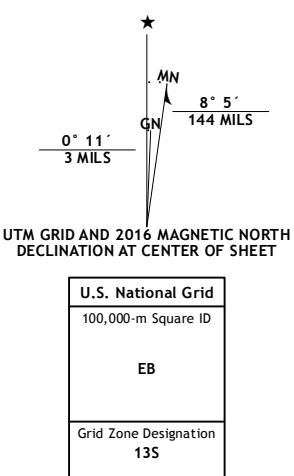 ★
MN
8° 5´
144 MILS
GN
0° 11´
3 MILS
UTM GRID AND 2016 MAGNETIC NORTH
DECLINATION AT CENTER OF SHEET
U.S. National Grid
100,000-m Square ID
EB
Grid Zone Designation
13S